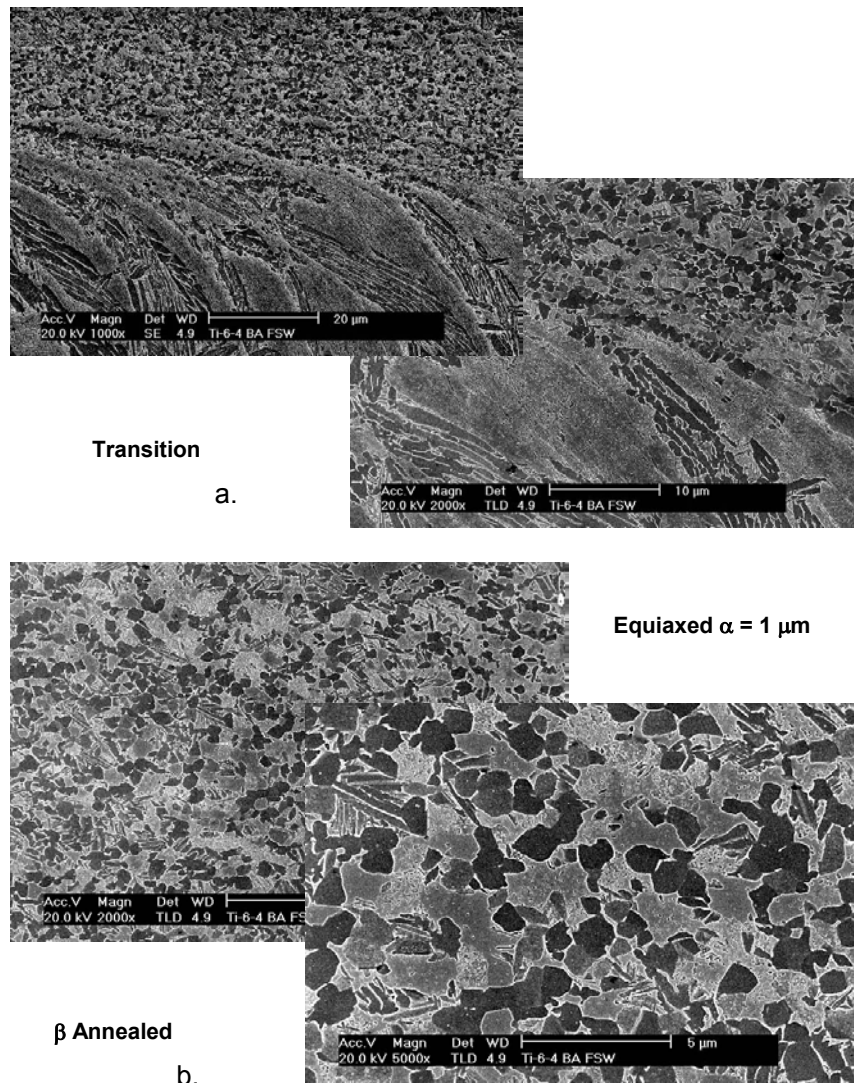 Acc.V Magn Det WD 20 µm
20.0 kV 1000x SE 4.9 Ti-6-4 BA FSW
Transition
a.
Acc.V Magn Det WD 10 µm
20.0 kV 2000x TLD 4.9 Ti-6-4 BA FSW
Equiaxed α = 1 µm
Acc.V Magn Det WD
20.0 kV 2000x TLD 4.9 Ti-6-4 BA FS
β Annealed
b.
Acc.V Magn Det WD 5 µm
20.0 kV 5000x TLD 4.9 Ti-6-4 BA FSW